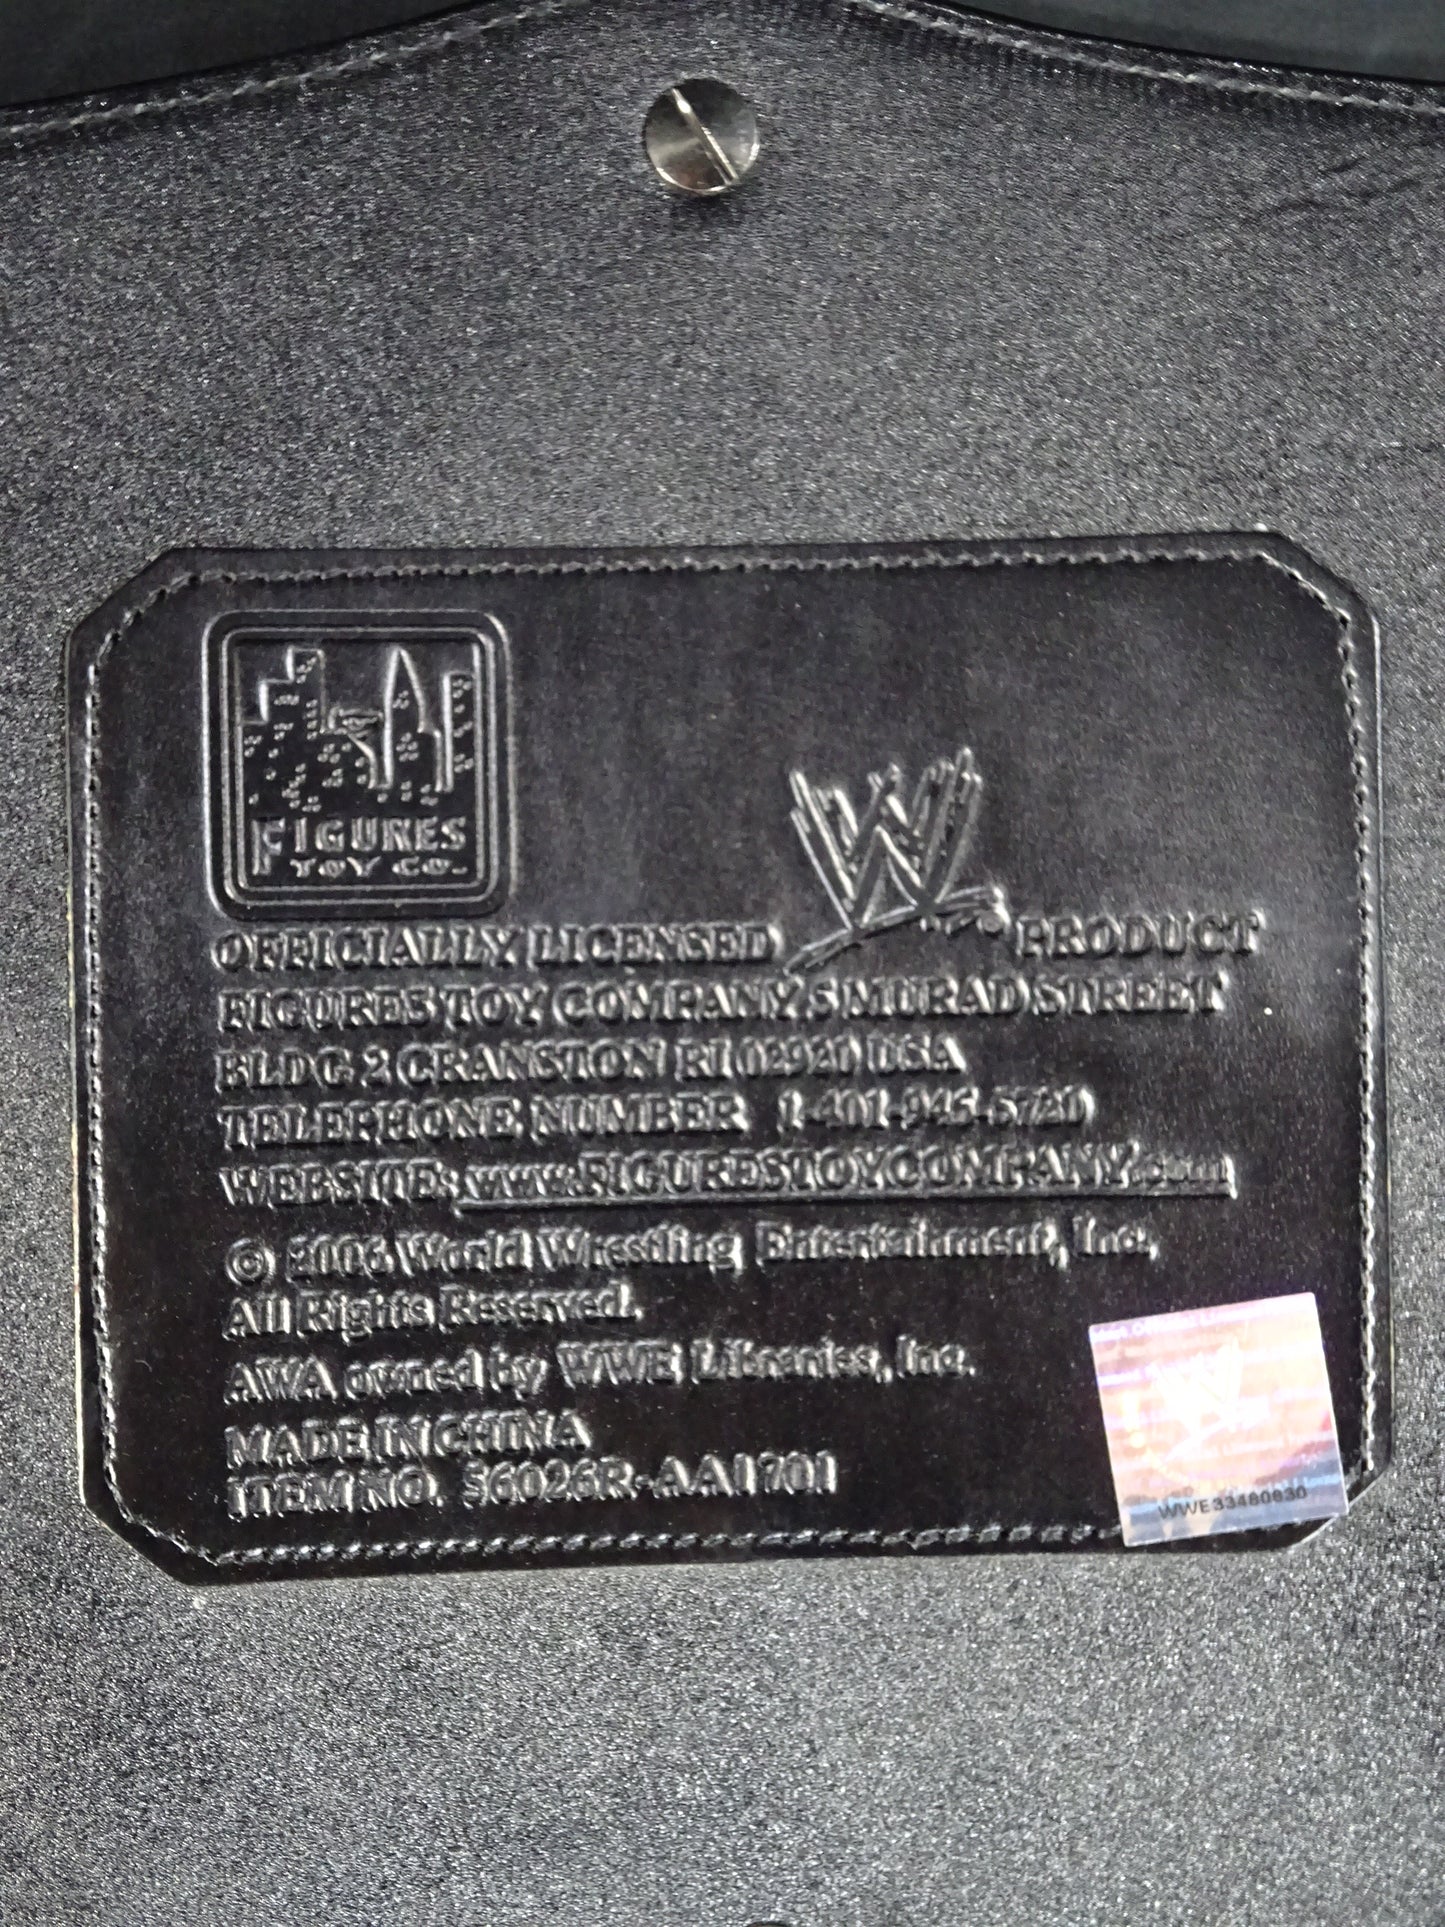 FIGURES
TOY CO.
OFFICIALLY LICENSED W PRODUCT
FIGURES TOY COMPANY, 5 MURAD STREET
BLDG 2 CRANSTON RI 02920 USA
TELEPHONE NUMBER 1-401-946-5720
WEBSITE: www.FIGURESTOYCOMPANY.com
© 2006 World Wrestling Entertainment, Inc.,
All Rights Reserved.
AWA owned by WWE Libraries, Inc.
MADE IN CHINA
ITEM NO. 56026R-AA1701
WWE33480830